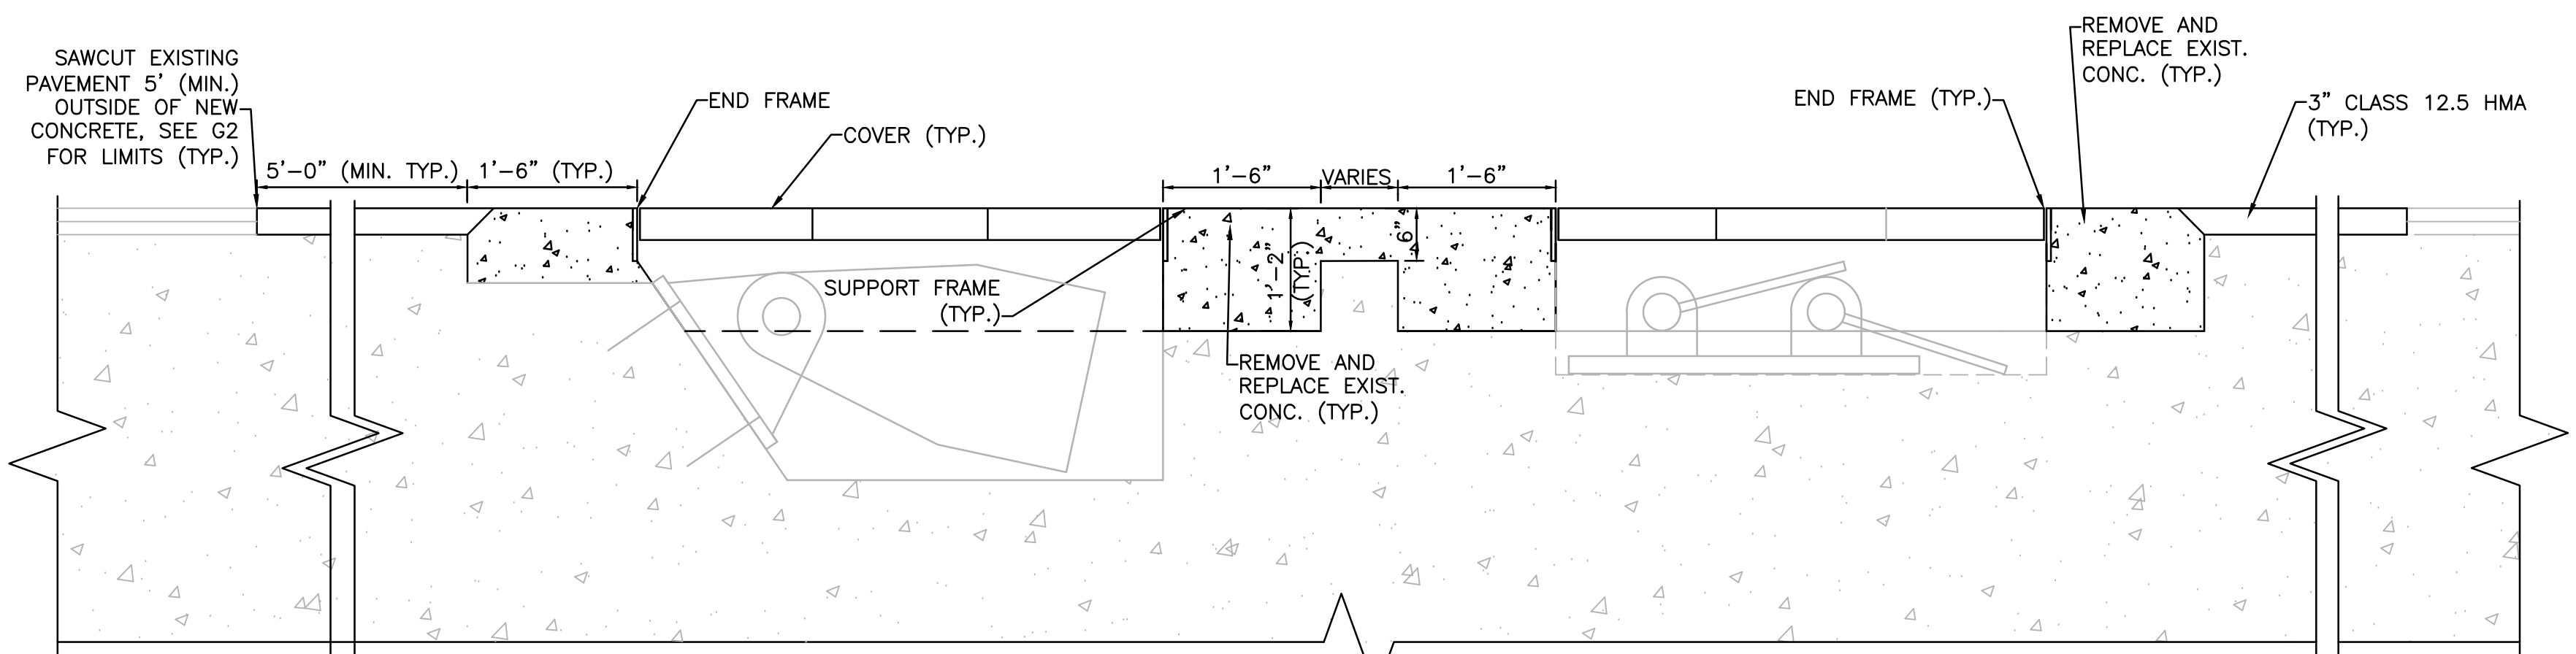 SAWCUT EXISTING
PAVEMENT 5' (MIN.)
OUTSIDE OF NEW
CONCRETE, SEE G2
FOR LIMITS (TYP.)
5'-0" (MIN. TYP.)
1'-6" (TYP.)
END FRAME
COVER (TYP.)
SUPPORT FRAME
(TYP.)
1'-6"
VARIES
1'-6"
1'-2"
(TYP.)
6"
REMOVE AND
REPLACE EXIST.
CONC. (TYP.)
END FRAME (TYP.)
REMOVE AND
REPLACE EXIST.
CONC. (TYP.)
3" CLASS 12.5 HMA
(TYP.)